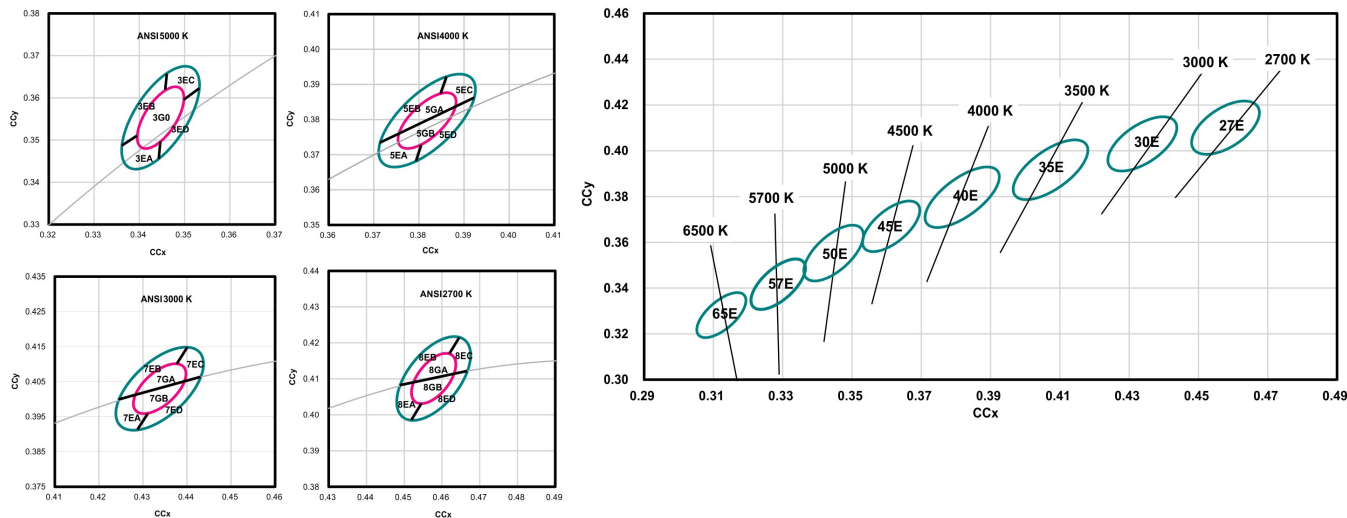 0.38
0.37
0.36
0.35
0.34
0.33
0.32
0.33
0.34
0.35
0.36
0.37
CCy
CCx
ANSI5000 K
3EC
3EB
3G0
3ED
3EA
0.41
0.40
0.39
0.38
0.37
0.36
0.35
0.36
0.37
0.38
0.39
0.40
0.41
CCy
CCx
ANSI4000 K
5EC
5EB
5GA
5GB
5ED
5EA
0.435
0.425
0.415
0.405
0.395
0.385
0.375
0.41
0.42
0.43
0.44
0.45
0.46
CCy
CCx
ANSI3000 K
7EB
7EC
7GA
7GB
7EA
7ED
0.44
0.43
0.42
0.41
0.40
0.39
0.38
0.43
0.44
0.45
0.46
0.47
0.48
0.49
CCy
CCx
ANSI2700 K
8EB
8EC
8GA
8GB
8EA
8ED
0.46
0.44
0.42
0.40
0.38
0.36
0.34
0.32
0.30
0.29
0.31
0.33
0.35
0.37
0.39
0.41
0.43
0.45
0.47
0.49
CCy
CCx
6500 K
5700 K
5000 K
4500 K
4000 K
3500 K
3000 K
2700 K
65E
57E
50E
45E
40E
35E
30E
27E